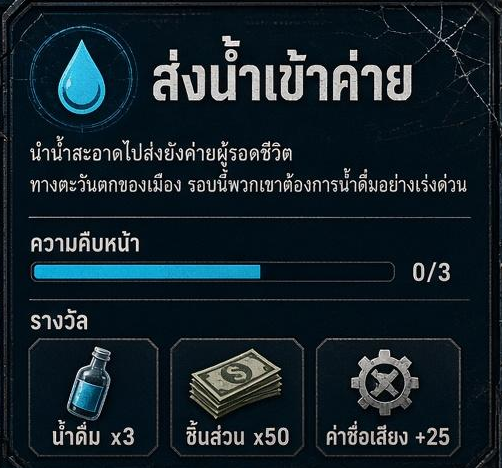 ส่งน้ำเข้าค่าย
นำน้ำสะอาดไปส่งยังค่ายผู้รอดชีวิต
ทางตะวันตกของเมือง รอบนี้พวกเขาต้องการน้ำดื่มอย่างเร่งด่วน
ความคืบหน้า
0/3
รางวัล
น้ำดื่ม x3
ชิ้นส่วน x50
ค่าชื่อเสียง +25